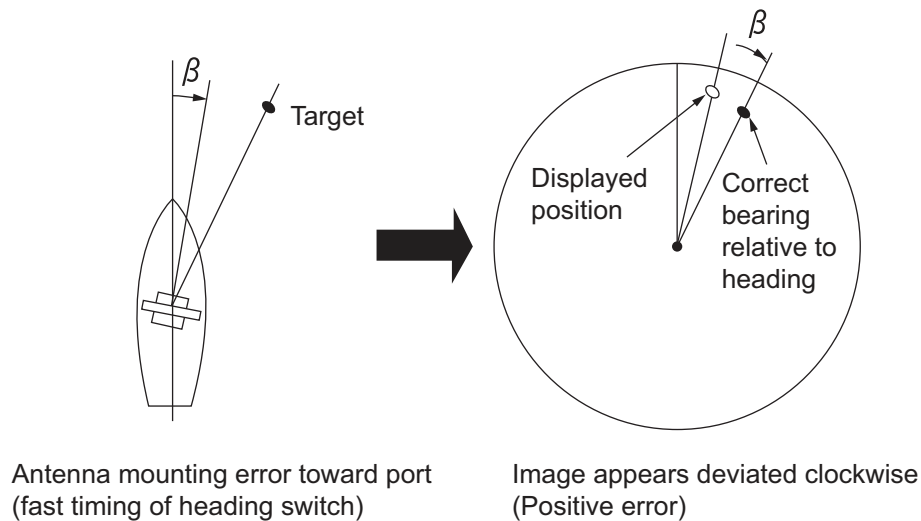 β
Target
β
Displayed
position
Correct
bearing
relative to
heading
Antenna mounting error toward port
(fast timing of heading switch)
Image appears deviated clockwise
(Positive error)